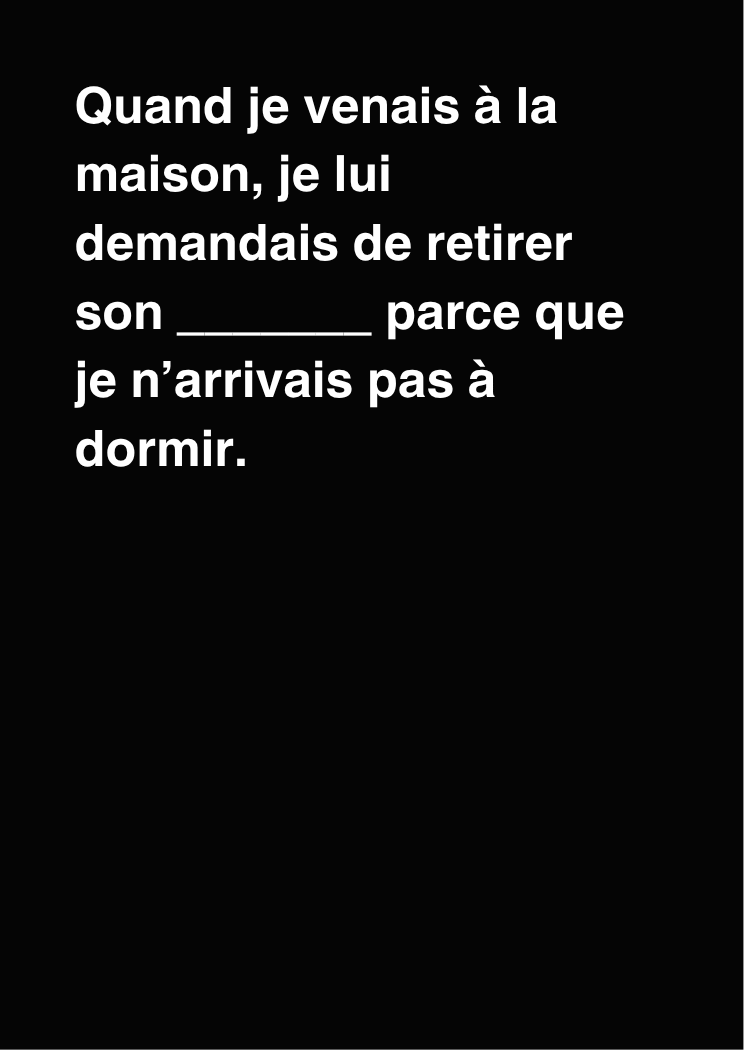 Quand je venais à la
maison, je lui
demandais de retirer
son _______ parce que
je n’arrivais pas à
dormir.